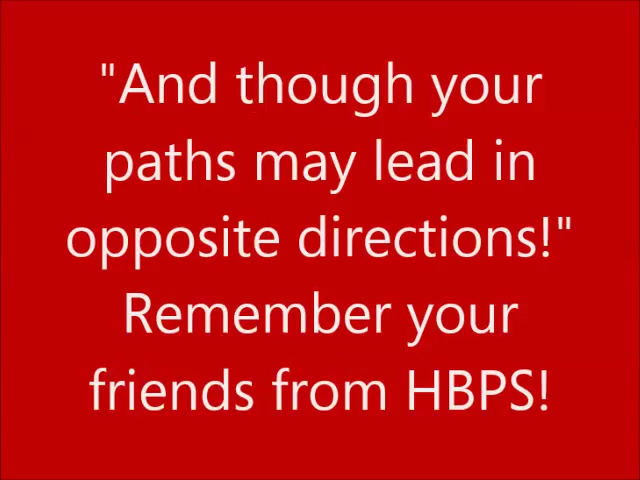 "And though your
paths may lead in
opposite directions!"
Remember your
friends from HBPS!